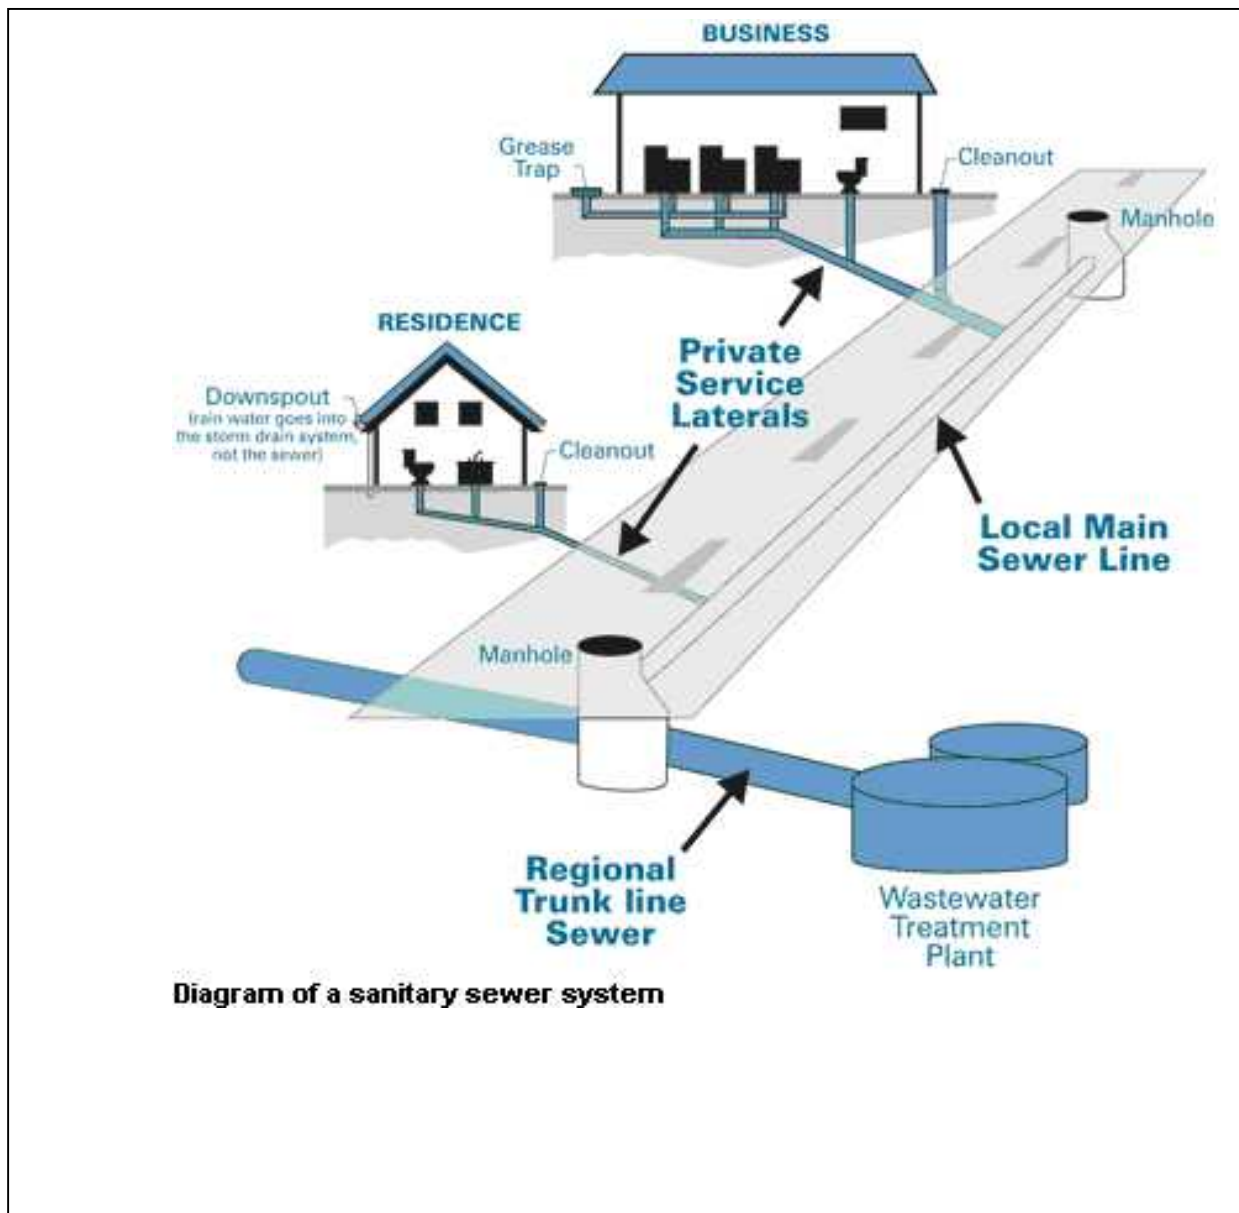 BUSINESS
Grease
Trap
Cleanout
Manhole
RESIDENCE
Private
Service
Laterals
Downspout
(rain water goes into
the storm drain system,
not the sewer)
Cleanout
Local Main
Sewer Line
Manhole
Regional
Trunk line
Sewer
Wastewater
Treatment
Plant
Diagram of a sanitary sewer system